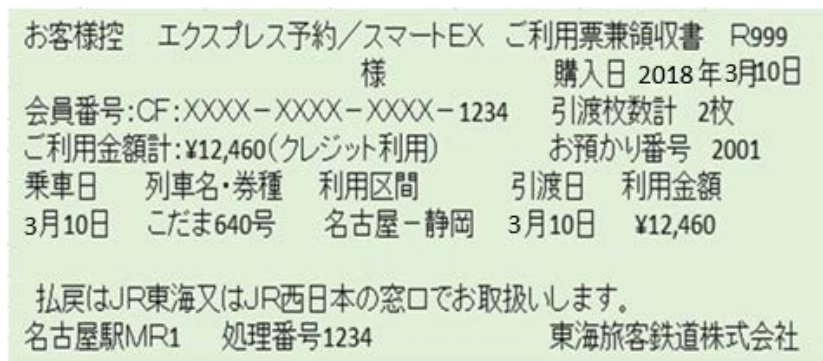 お客様控 エクスプレス予約／スマートEX ご利用票兼領収書 R999
様 購入日 2018年3月10日
会員番号:CF:XXXX－XXXX－XXXX－1234 引渡枚数計 2枚
ご利用金額計:¥12,460(クレジット利用) お預かり番号 2001
乗車日 列車名・券種 利用区間 引渡日 利用金額
3月10日 こだま640号 名古屋－静岡 3月10日 ¥12,460
払戻はJR東海又はJR西日本の窓口でお取扱いします。
名古屋駅MR1 処理番号1234 東海旅客鉄道株式会社